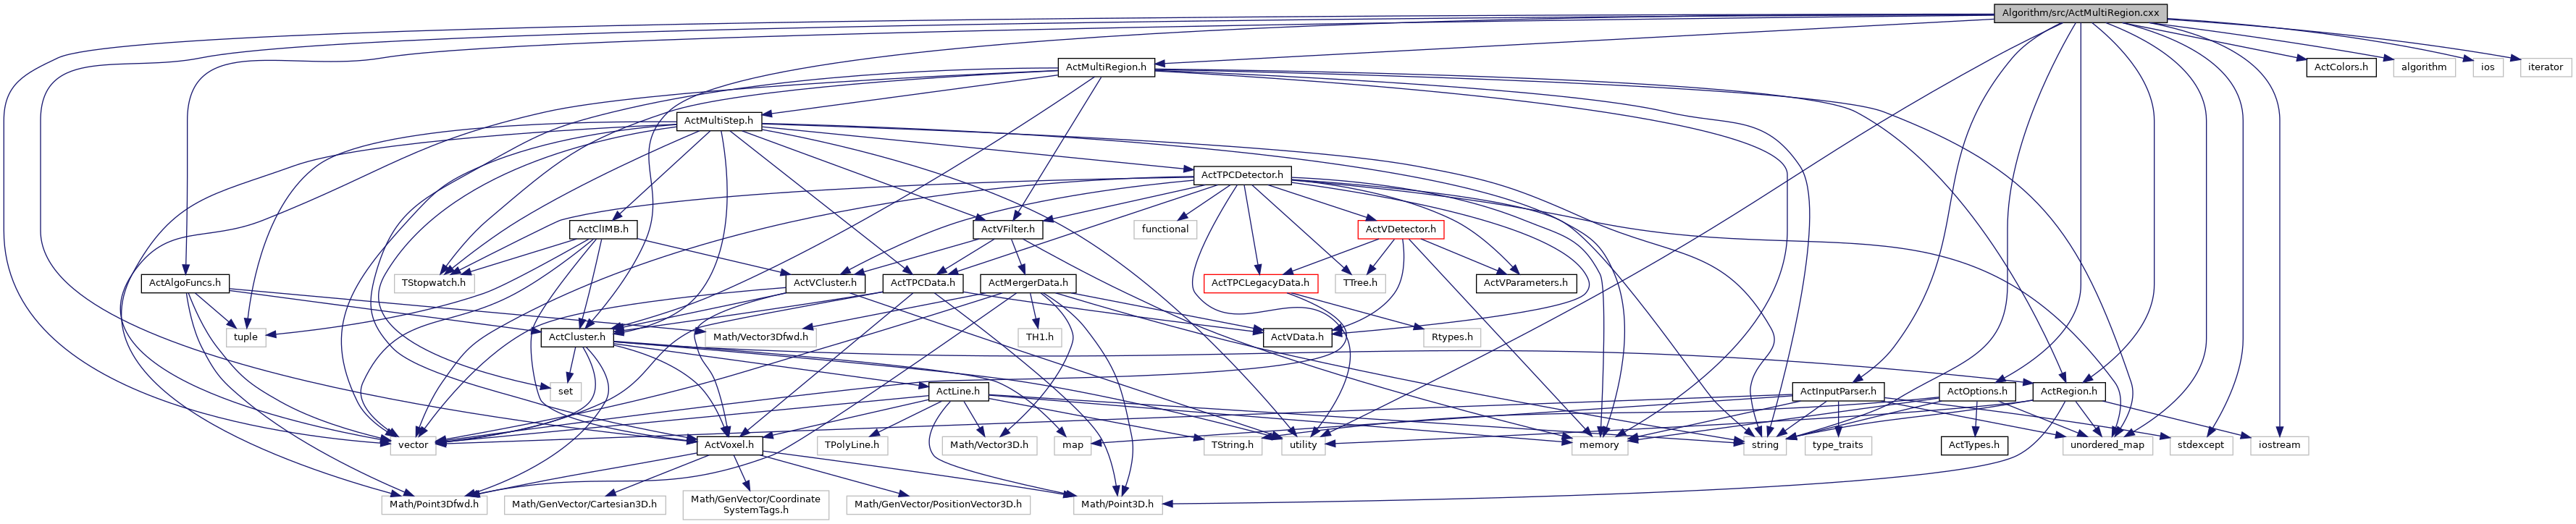 Algorithm/src/ActMultiRegion.cxx
ActMultiRegion.h
ActColors.h
algorithm
ios
iterator
ActMultiStep.h
ActTPCDetector.h
ActClIMB.h
ActVFilter.h
functional
ActVDetector.h
ActAlgoFuncs.h
TStopwatch.h
ActVCluster.h
ActTPCData.h
ActMergerData.h
ActTPCLegacyData.h
TTree.h
ActVParameters.h
tuple
ActCluster.h
Math/Vector3Dfwd.h
TH1.h
ActVData.h
Rtypes.h
set
ActLine.h
ActInputParser.h
ActOptions.h
ActRegion.h
vector
ActVoxel.h
TPolyLine.h
Math/Vector3D.h
map
TString.h
utility
memory
string
type_traits
ActTypes.h
unordered_map
stdexcept
iostream
Math/Point3Dfwd.h
Math/GenVector/Cartesian3D.h
Math/GenVector/Coordinate
SystemTags.h
Math/GenVector/PositionVector3D.h
Math/Point3D.h